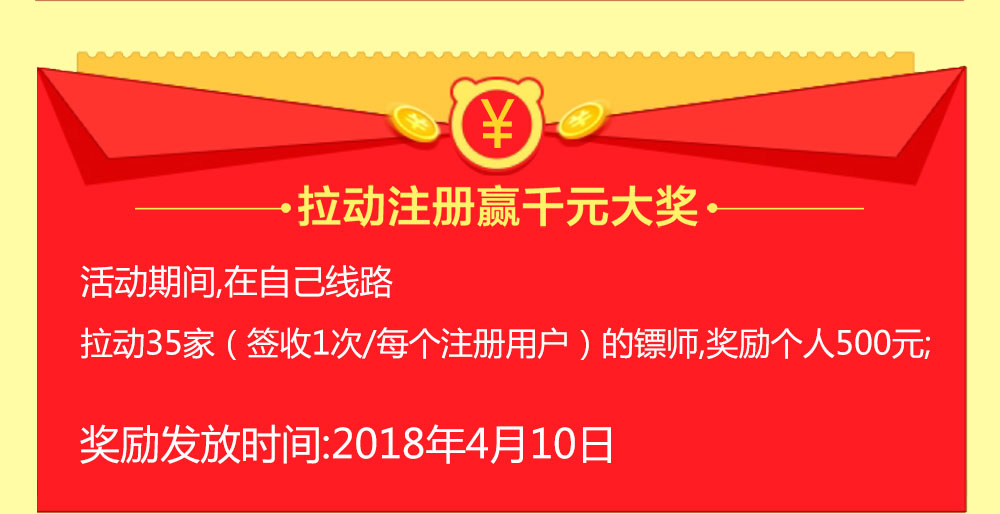 ¥
拉动注册赢千元大奖
活动期间,在自己线路
拉动35家（签收1次/每个注册用户）的镖师,奖励个人500元;
奖励发放时间:2018年4月10日